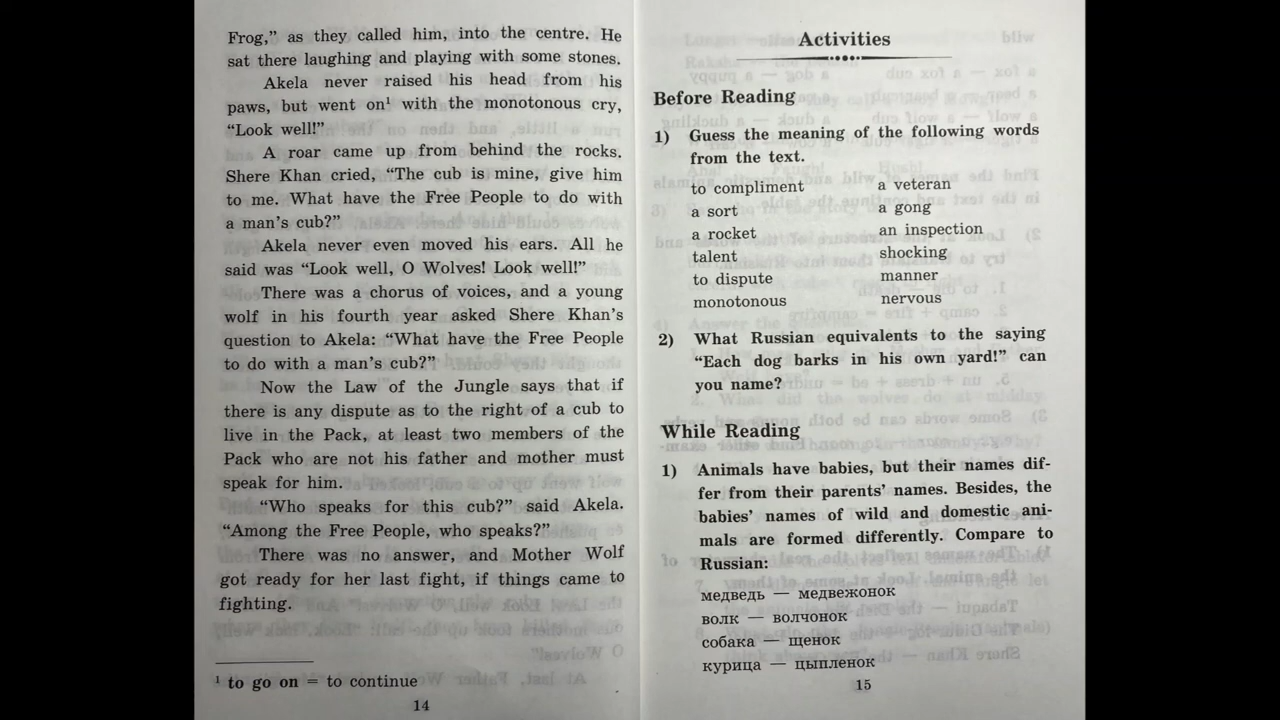 Frog,” as they called him, into the centre. He
sat there laughing and playing with some stones.
Akela never raised his head from his
paws, but went on¹ with the monotonous cry,
“Look well!”
A roar came up from behind the rocks.
Shere Khan cried, “The cub is mine, give him
to me. What have the Free People to do with
a man’s cub?”
Akela never even moved his ears. All he
said was “Look well, O Wolves! Look well!”
There was a chorus of voices, and a young
wolf in his fourth year asked Shere Khan’s
question to Akela: “What have the Free People
to do with a man’s cub?”
Now the Law of the Jungle says that if
there is any dispute as to the right of a cub to
live in the Pack, at least two members of the
Pack who are not his father and mother must
speak for him.
“Who speaks for this cub?” said Akela.
“Among the Free People, who speaks?”
There was no answer, and Mother Wolf
got ready for her last fight, if things came to
fighting.
¹ to go on = to continue
14
Activities
Before Reading
1) Guess the meaning of the following words
from the text.
to compliment
a sort
a rocket
talent
to dispute
monotonous
a veteran
a gong
an inspection
shocking
manner
nervous
2) What Russian equivalents to the saying
“Each dog barks in his own yard!” can
you name?
While Reading
1) Animals have babies, but their names dif-
fer from their parents’ names. Besides, the
babies’ names of wild and domestic ani-
mals are formed differently. Compare to
Russian:
медведь — медвежонок
волк — волчонок
собака — щенок
курица — цыпленок
15